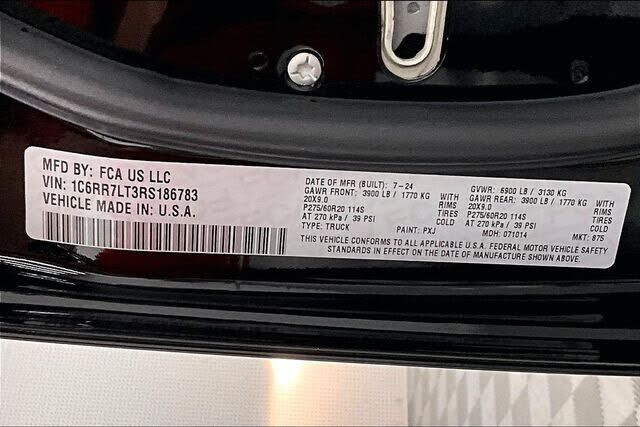 MFD BY: FCA US LLC
VIN: 1C6RR7LT3RS186783
VEHICLE MADE IN: U.S.A.
DATE OF MFR (BUILT): 7-24 GVWR: 6900 LB / 3130 KG
GAWR FRONT: 3900 LB / 1770 KG GAWR REAR: 3900 LB / 1770 KG
20X9.0 RIMS 20X9.0 RIMS
P275/60R20 114S TIRES P275/60R20 114S TIRES
AT 270 kPa / 39 PSI COLD AT 270 kPa / 39 PSI COLD
TYPE: TRUCK PAINT: PXJ MDH: 071014 MKT: 875
THIS VEHICLE CONFORMS TO ALL APPLICABLE U.S.A. FEDERAL MOTOR VEHICLE SAFETY
STANDARDS IN EFFECT ON THE DATE OF MANUFACTURE SHOWN ABOVE.